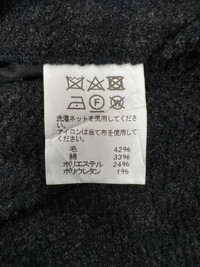 洗濯ネットを使用してください。
アイロンは当て布を使用して
ください。
毛 42%
綿 33%
ポリエステル 24%
ポリウレタン 1%